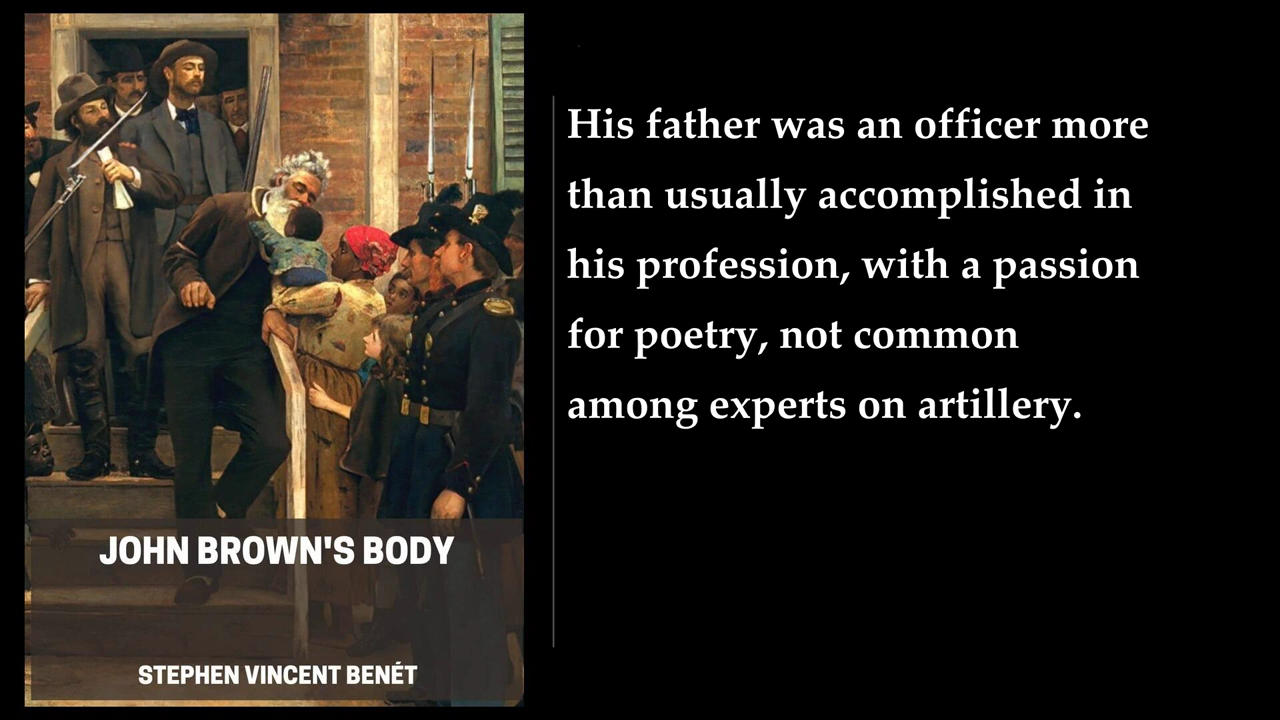 JOHN BROWN'S BODY
STEPHEN VINCENT BENÉT
His father was an officer more
than usually accomplished in
his profession, with a passion
for poetry, not common
among experts on artillery.